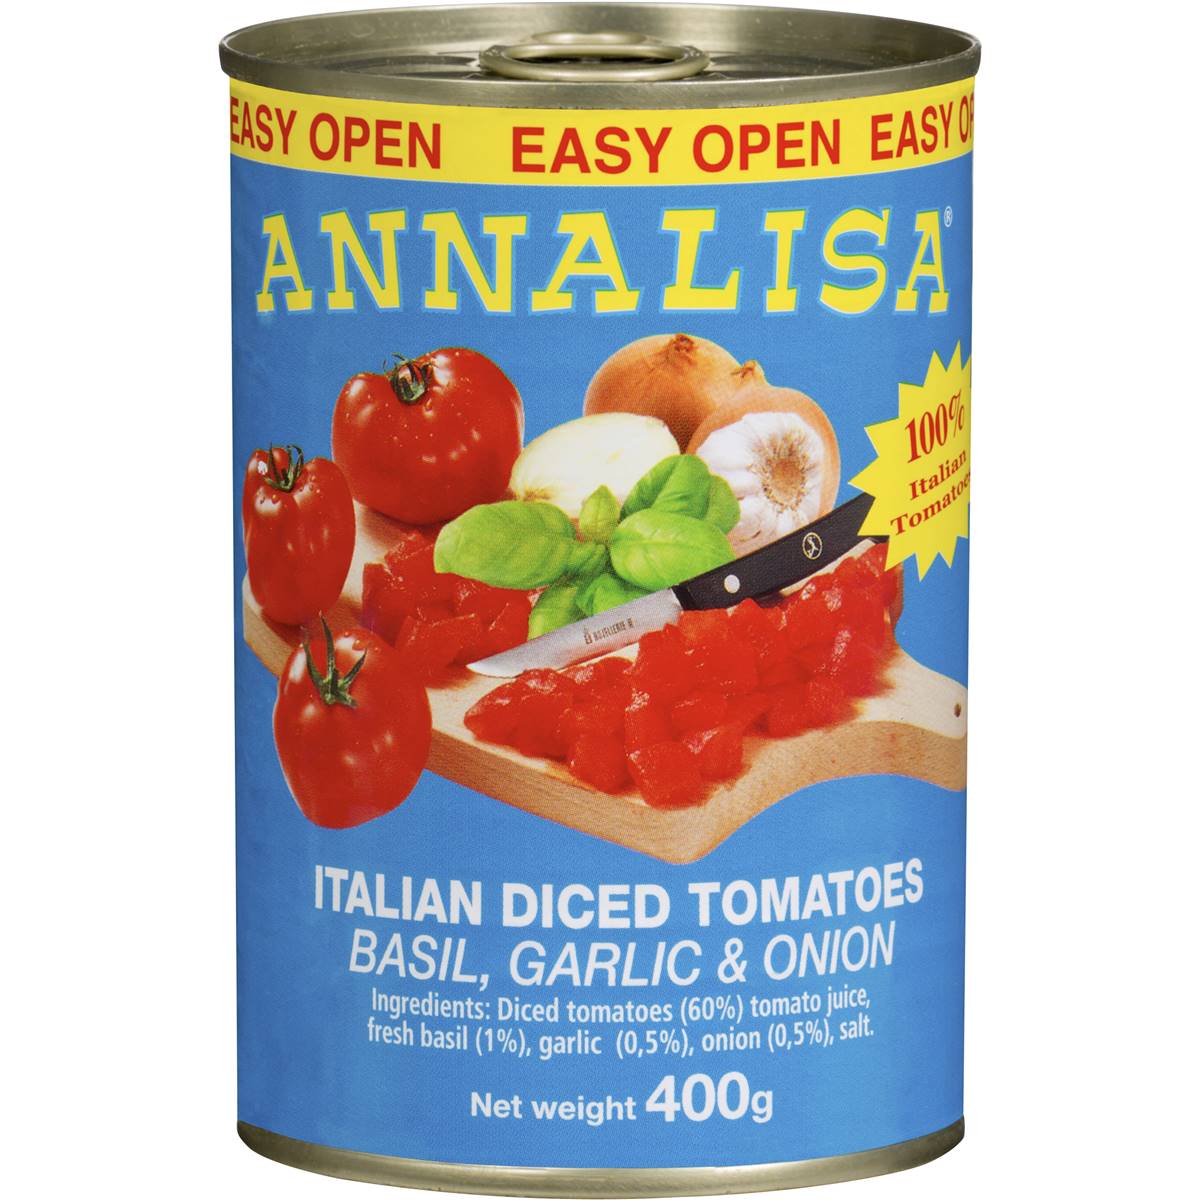 EASY OPEN EASY OPEN EASY OP
ANNALISA®
100%
Italian
Tomatoes
ITALIAN DICED TOMATOES
BASIL, GARLIC & ONION
Ingredients: Diced tomatoes (60%) tomato juice,
fresh basil (1%), garlic (0,5%), onion (0,5%), salt.
Net weight 400g